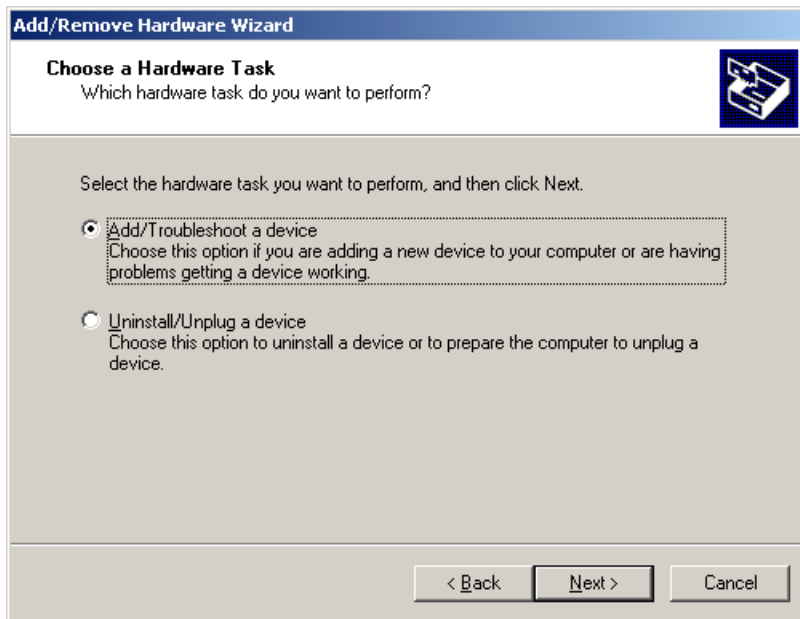 Add/Remove Hardware Wizard
Choose a Hardware Task
Which hardware task do you want to perform?
Select the hardware task you want to perform, and then click Next.
Add/Troubleshoot a device
Choose this option if you are adding a new device to your computer or are having
problems getting a device working.
Uninstall/Unplug a device
Choose this option to uninstall a device or to prepare the computer to unplug a
device.
< Back Next > Cancel